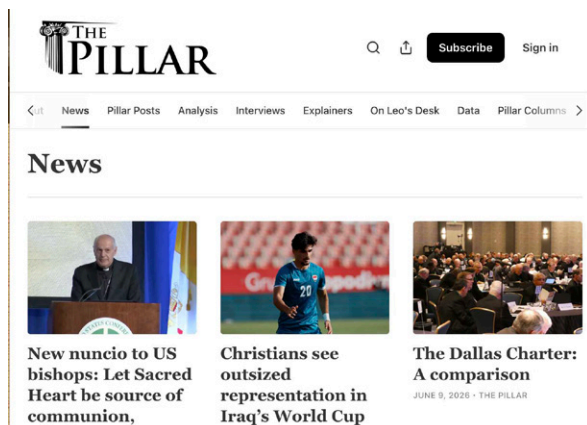 THE
PILLAR
Subscribe
Sign in
News
Pillar Posts
Analysis
Interviews
Explainers
On Leo's Desk
Data
Pillar Columns
News
New nuncio to US
bishops: Let Sacred
Heart be source of
communion,
Christians see
outsized
representation in
Iraq's World Cup
20
The Dallas Charter:
A comparison
JUNE 9, 2026 • THE PILLAR